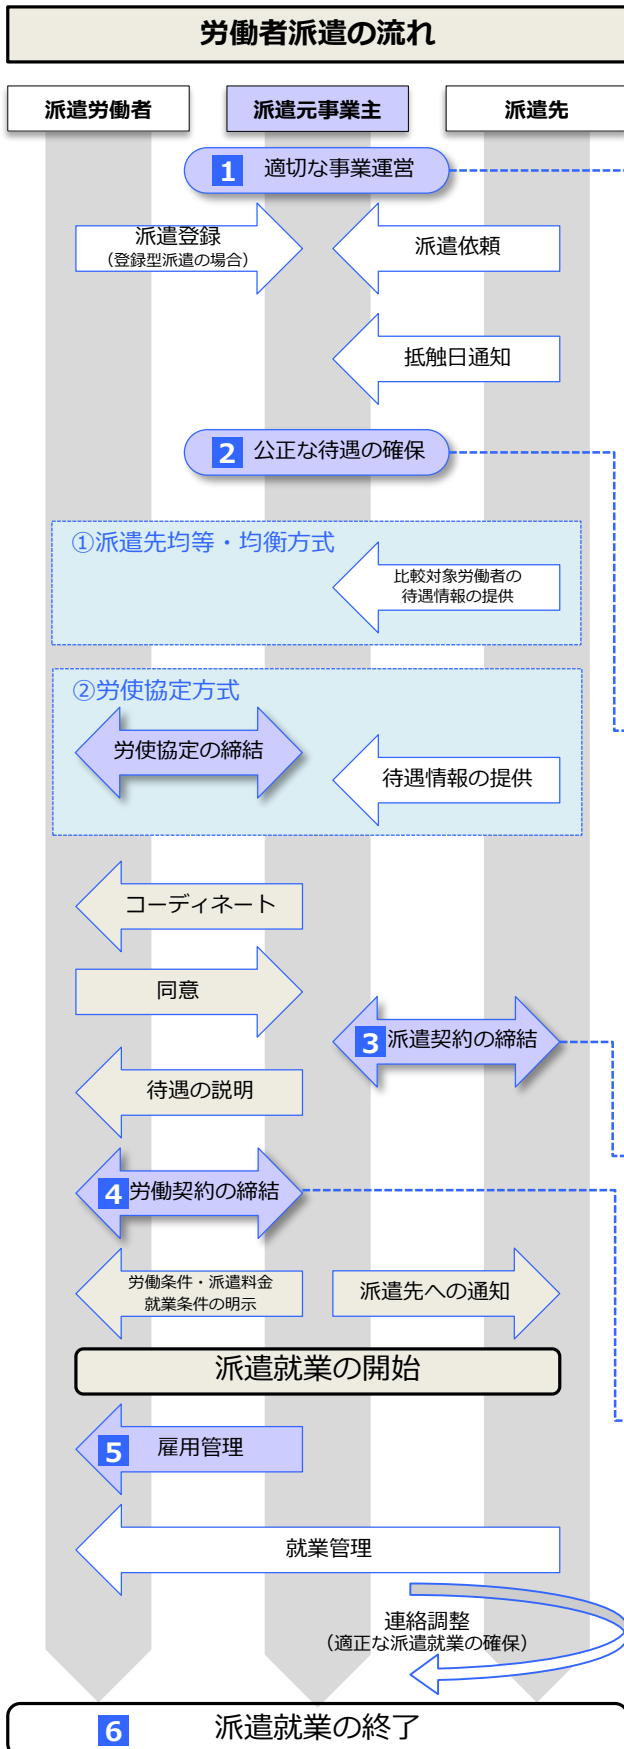 労働者派遣の流れ
派遣労働者
派遣元事業主
派遣先
1 適切な事業運営
派遣登録
（登録型派遣の場合）
派遣依頼
抵触日通知
2 公正な待遇の確保
①派遣先均等・均衡方式
比較対象労働者の
待遇情報の提供
②労使協定方式
労使協定の締結
待遇情報の提供
コーディネート
同意
3 派遣契約の締結
待遇の説明
4 労働契約の締結
労働条件・派遣料金
就業条件の明示
派遣先への通知
派遣就業の開始
5 雇用管理
就業管理
連絡調整
（適正な派遣就業の確保）
6 派遣就業の終了